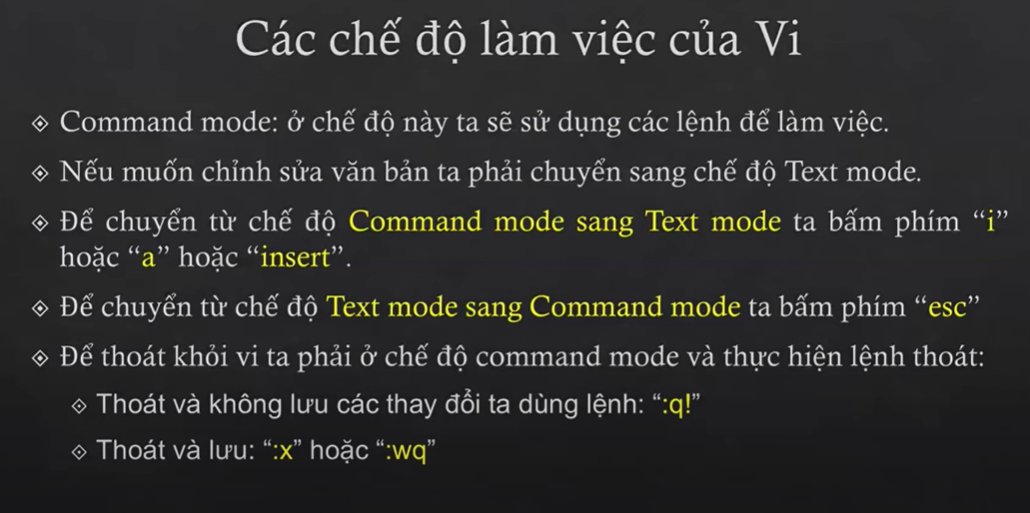 Các chế độ làm việc của Vi
Command mode: ở chế độ này ta sẽ sử dụng các lệnh để làm việc.
Nếu muốn chỉnh sửa văn bản ta phải chuyển sang chế độ Text mode.
Để chuyển từ chế độ Command mode sang Text mode ta bấm phím “i”
hoặc “a” hoặc “insert”.
Để chuyển từ chế độ Text mode sang Command mode ta bấm phím “esc”
Để thoát khỏi vi ta phải ở chế độ command mode và thực hiện lệnh thoát:
Thoát và không lưu các thay đổi ta dùng lệnh: “:q!”
Thoát và lưu: “:x” hoặc “:wq”